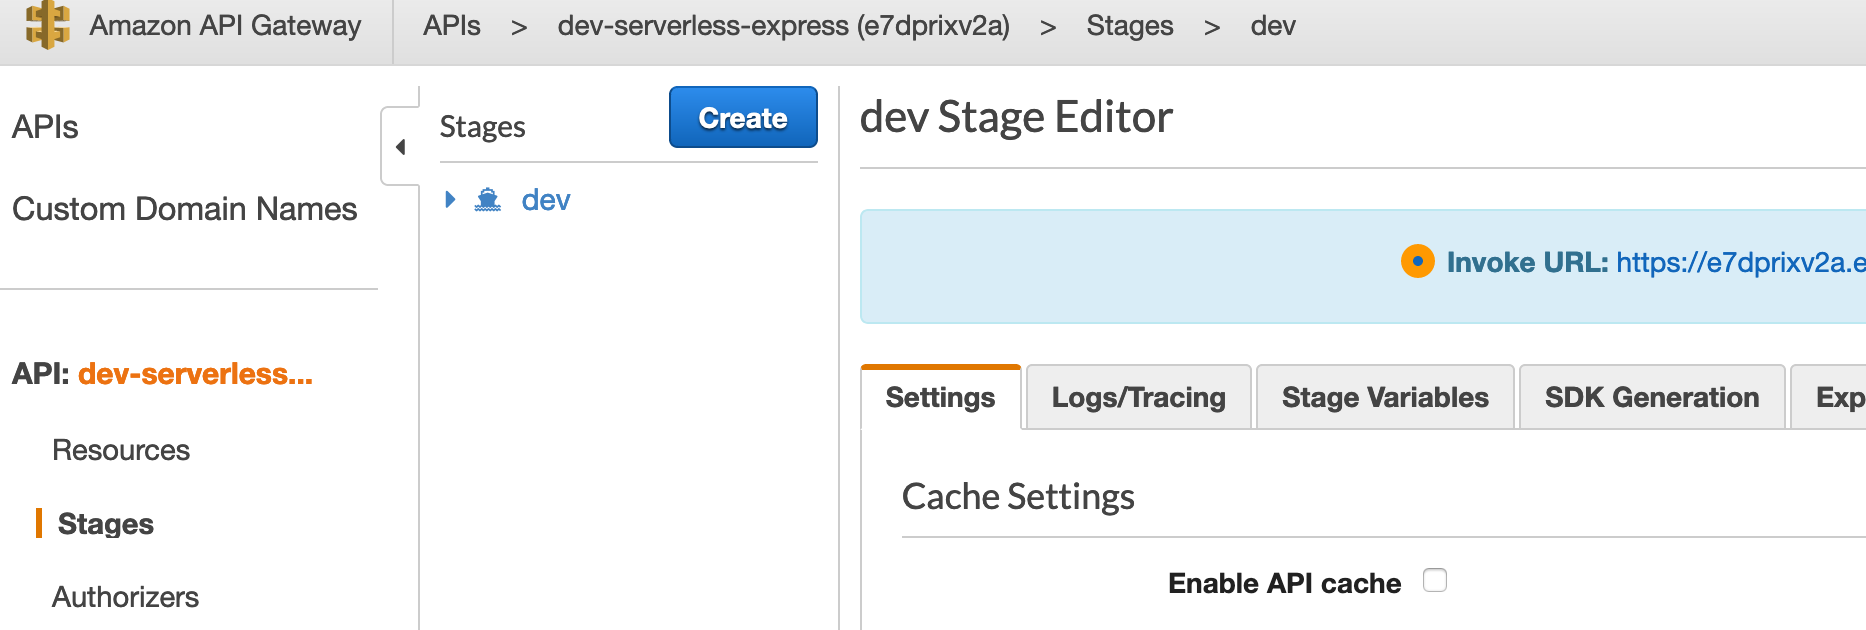 Amazon API Gateway
APIs > dev-serverless-express (e7dprixv2a) > Stages > dev
APIs
Custom Domain Names
API: dev-serverless...
Resources
Stages
Authorizers
Stages
Create
dev
dev Stage Editor
Invoke URL: https://e7dprixv2a.e
Settings
Logs/Tracing
Stage Variables
SDK Generation
Exp
Cache Settings
Enable API cache